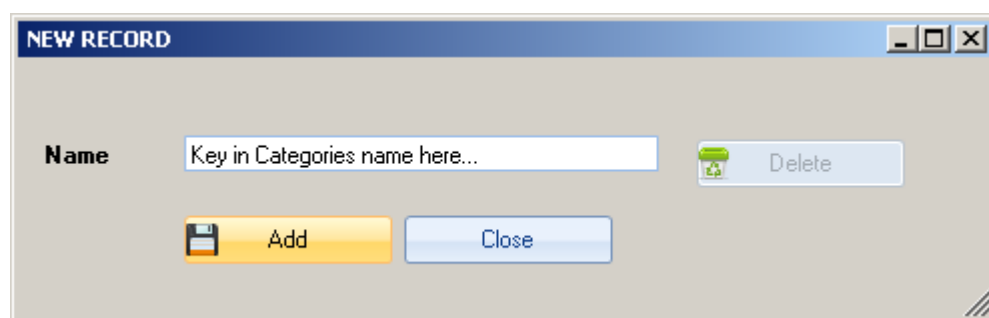 NEW RECORD
Name
Key in Categories name here...
Delete
Add
Close